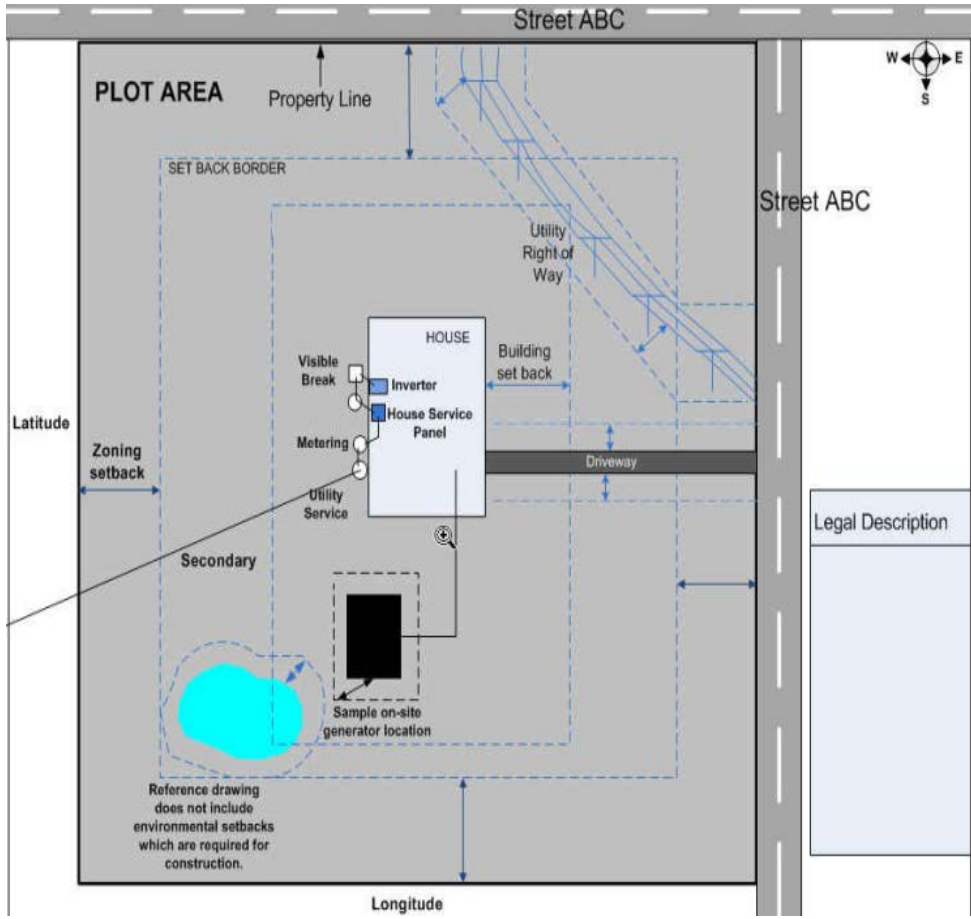 Street ABC
PLOT AREA
Property Line
W
E
S
SET BACK BORDER
Street ABC
Utility
Right of
Way
HOUSE
Visible
Break
Inverter
Building
set back
House Service
Panel
Latitude
Metering
Zoning
setback
Driveway
Utility
Service
Legal Description
Secondary
Sample on-site
generator location
Reference drawing
does not include
environmental setbacks
which are required for
construction.
Longitude